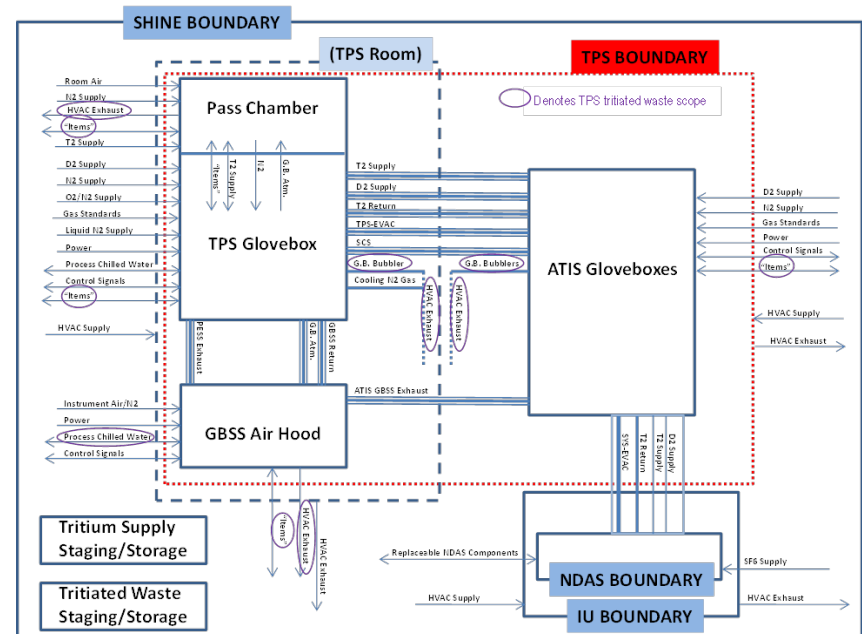 SHINE BOUNDARY
(TPS Room)
TPS BOUNDARY
Denotes TPS tritiated waste scope
Room Air
N2 Supply
HVAC Exhaust
"Items"
T2 Supply
D2 Supply
N2 Supply
O2/N2 Supply
Gas Standards
Liquid N2 Supply
Power
Process Chilled Water
Control Signals
"Items"
HVAC Supply
Pass Chamber
"Items"
T2 Supply
N2
G.B. Atm.
TPS Glovebox
T2 Supply
D2 Supply
T2 Return
TPS-EVAC
SCS
G.B. Bubbler
Cooling N2 Gas
HVAC Exhaust
G.B. Bubblers
HVAC Exhaust
ATIS Gloveboxes
D2 Supply
N2 Supply
Gas Standards
Power
Control Signals
"Items"
HVAC Supply
HVAC Exhaust
PESS Exhaust
G.B. Atm.
GBSS Return
Instrument Air/N2
Power
Process Chilled Water
Control Signals
GBSS Air Hood
ATIS GBSS Exhaust
SYS-EVAC
T2 Return
T2 Supply
D2 Supply
"Items"
HVAC Exhaust
HVAC Exhaust
Tritium Supply
Staging/Storage
Tritiated Waste
Staging/Storage
Replaceable NDAS Components
SF6 Supply
NDAS BOUNDARY
HVAC Supply
HVAC Exhaust
IU BOUNDARY